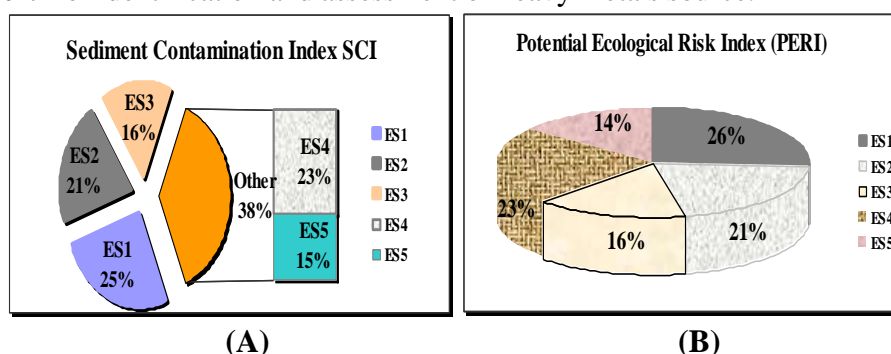 Sediment Contamination Index SCI
ES3
16%
ES2
21%
ES1
25%
Other
38%
ES4
23%
ES5
15%
ES1
ES2
ES3
ES4
ES5
(A)
Potential Ecological Risk Index (PERI)
14%
26%
23%
16%
21%
ES1
ES2
ES3
ES4
ES5
(B)